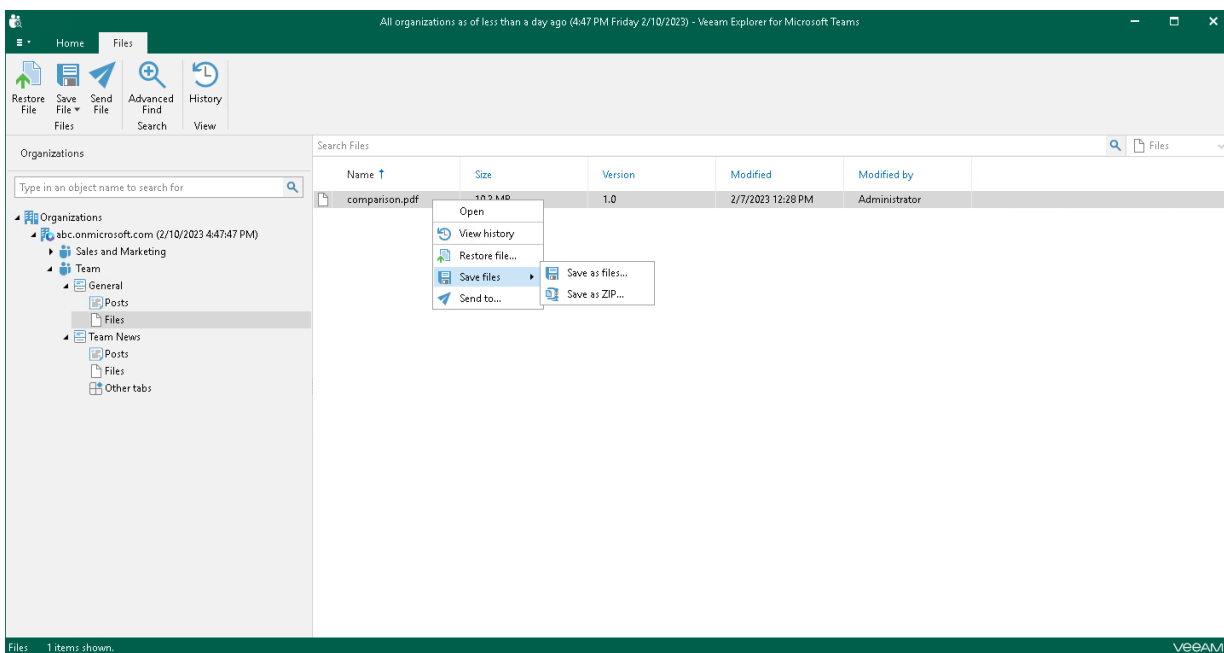 All organizations as of less than a day ago (4:47 PM Friday 2/10/2023) - Veeam Explorer for Microsoft Teams
Home Files
Restore File Save File Send File Advanced Find History
Files Search View
Organizations
Type in an object name to search for
Organizations
abc.onmicrosoft.com (2/10/2023 4:47:47 PM)
Sales and Marketing
Team
General
Posts
Files
Team News
Posts
Files
Other tabs
Search Files Files
Name Size Version Modified Modified by
comparison.pdf 10.3 MB 1.0 2/7/2023 12:28 PM Administrator
Open
View history
Restore file...
Save files
Send to...
Save as files...
Save as ZIP...
Files 1 items shown.
veeam